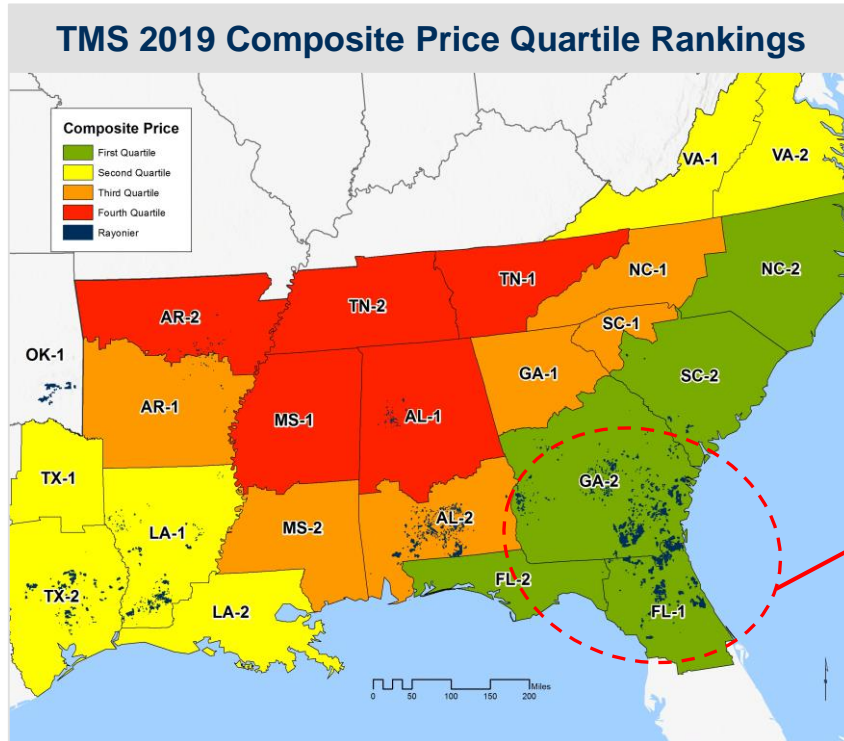 TMS 2019 Composite Price Quartile Rankings
Composite Price
First Quartile
Second Quartile
Third Quartile
Fourth Quartile
Rayonier
VA-1
VA-2
NC-1
NC-2
TN-1
TN-2
AR-2
SC-1
OK-1
GA-1
SC-2
AR-1
MS-1
AL-1
TX-1
GA-2
LA-1
MS-2
AL-2
TX-2
LA-2
FL-2
FL-1
Miles
0 50 100 150 200